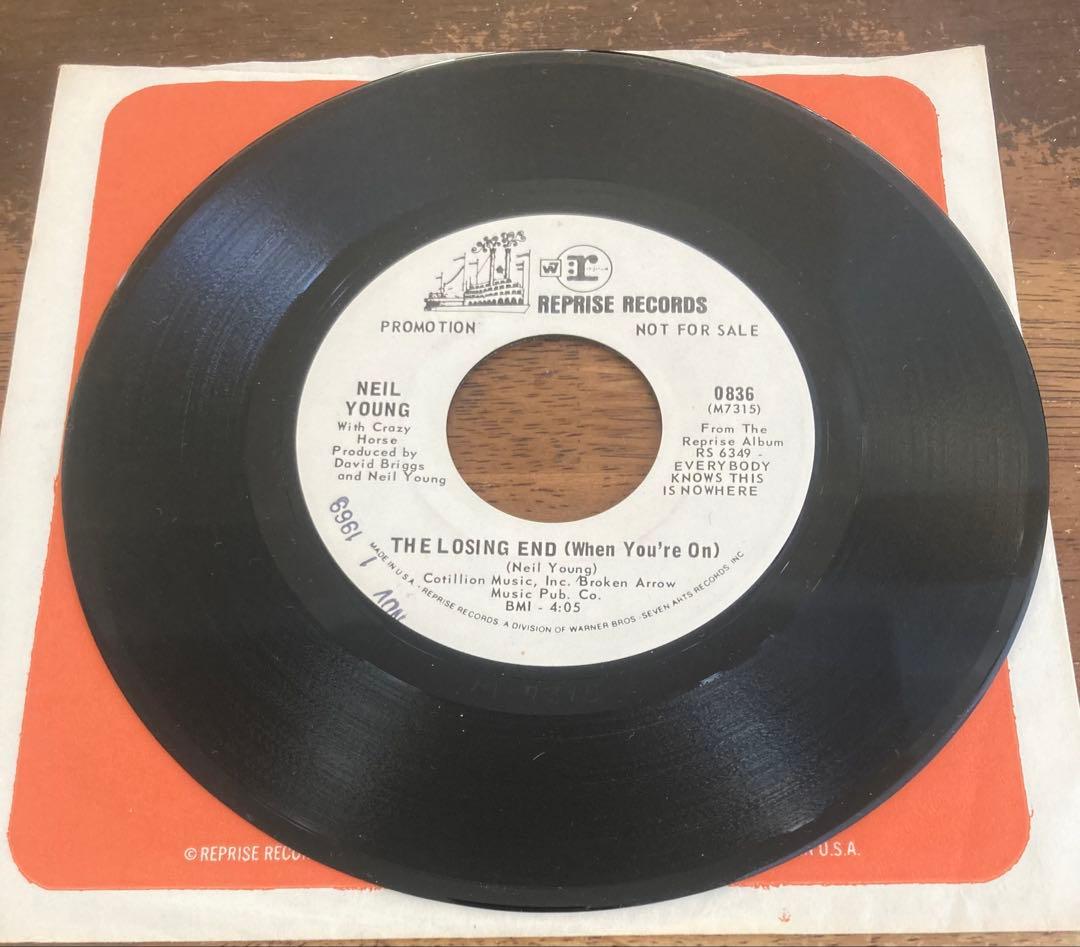 W7 r:
REPRISE RECORDS
PROMOTION
NOT FOR SALE
NEIL
YOUNG
With Crazy
Horse
Produced by
David Briggs
and Neil Young
0836
(M7315)
From The
Reprise Album
RS 6349 -
EVERYBODY
KNOWS THIS
IS NOWHERE
NOV 1 1969
THE LOSING END (When You're On)
(Neil Young)
Cotillion Music, Inc. Broken Arrow
Music Pub. Co.
BMI - 4:05
MADE IN U.S.A. - REPRISE RECORDS, A DIVISION OF WARNER BROS. - SEVEN ARTS RECORDS, INC
© REPRISE
U.S.A.